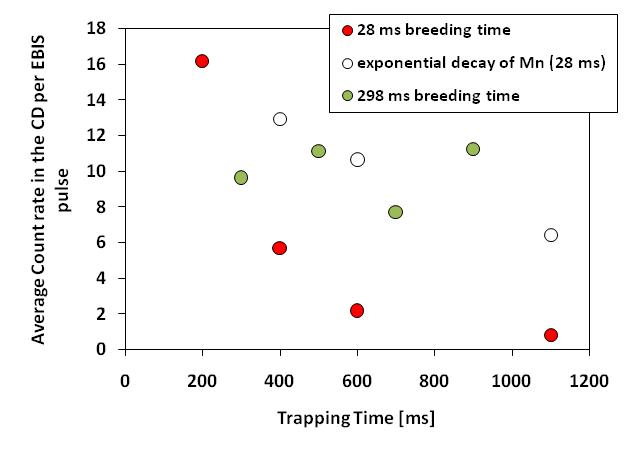 28 ms breeding time
exponential decay of Mn (28 ms)
298 ms breeding time
Average Count rate in the CD per EBIS
pulse
18
16
14
12
10
8
6
4
2
0
0 200 400 600 800 1000 1200
Trapping Time [ms]